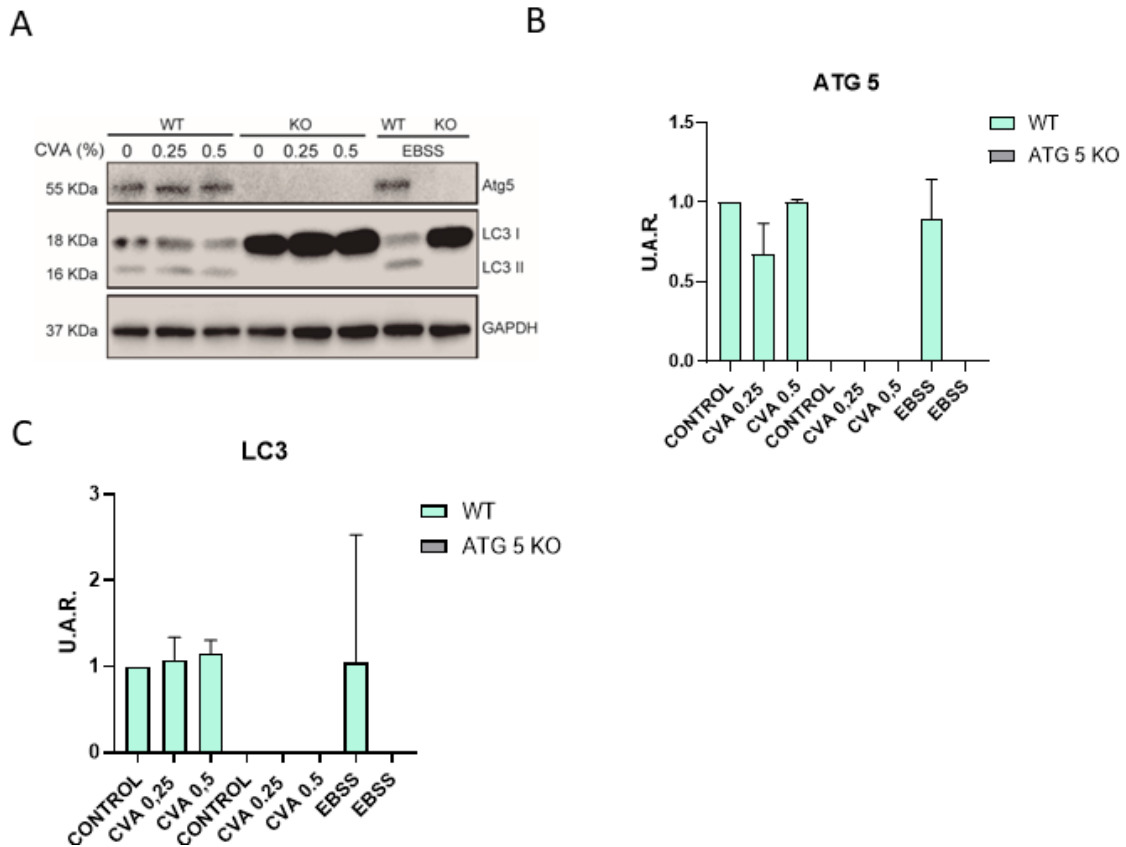 A
WT KO WT KO
CVA (%) 0 0.25 0.5 0 0.25 0.5 EBSS
55 KDa Atg5
18 KDa LC3 I
16 KDa LC3 II
37 KDa GAPDH
B
ATG 5
WT
ATG 5 KO
U.A.R.
1.5
1.0
0.5
0.0
CONTROL CVA 0.25 CVA 0.5 CONTROL CVA 0,25 CVA 0,5 EBSS EBSS
C
LC3
WT
ATG 5 KO
U.A.R.
3
2
1
0
CONTROL CVA 0,25 CVA 0,5 CONTROL CVA 0.25 CVA 0.5 EBSS EBSS